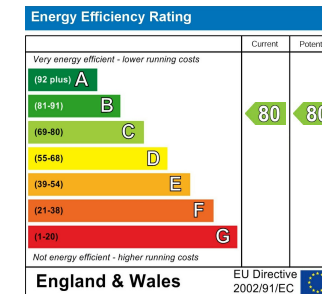 Energy Efficiency Rating
Current Potent
Very energy efficient - lower running costs
(92 plus) A
(81-91) B
80 80
(69-80) C
(55-68) D
(39-54) E
(21-38) F
(1-20) G
Not energy efficient - higher running costs
England & Wales
EU Directive
2002/91/EC